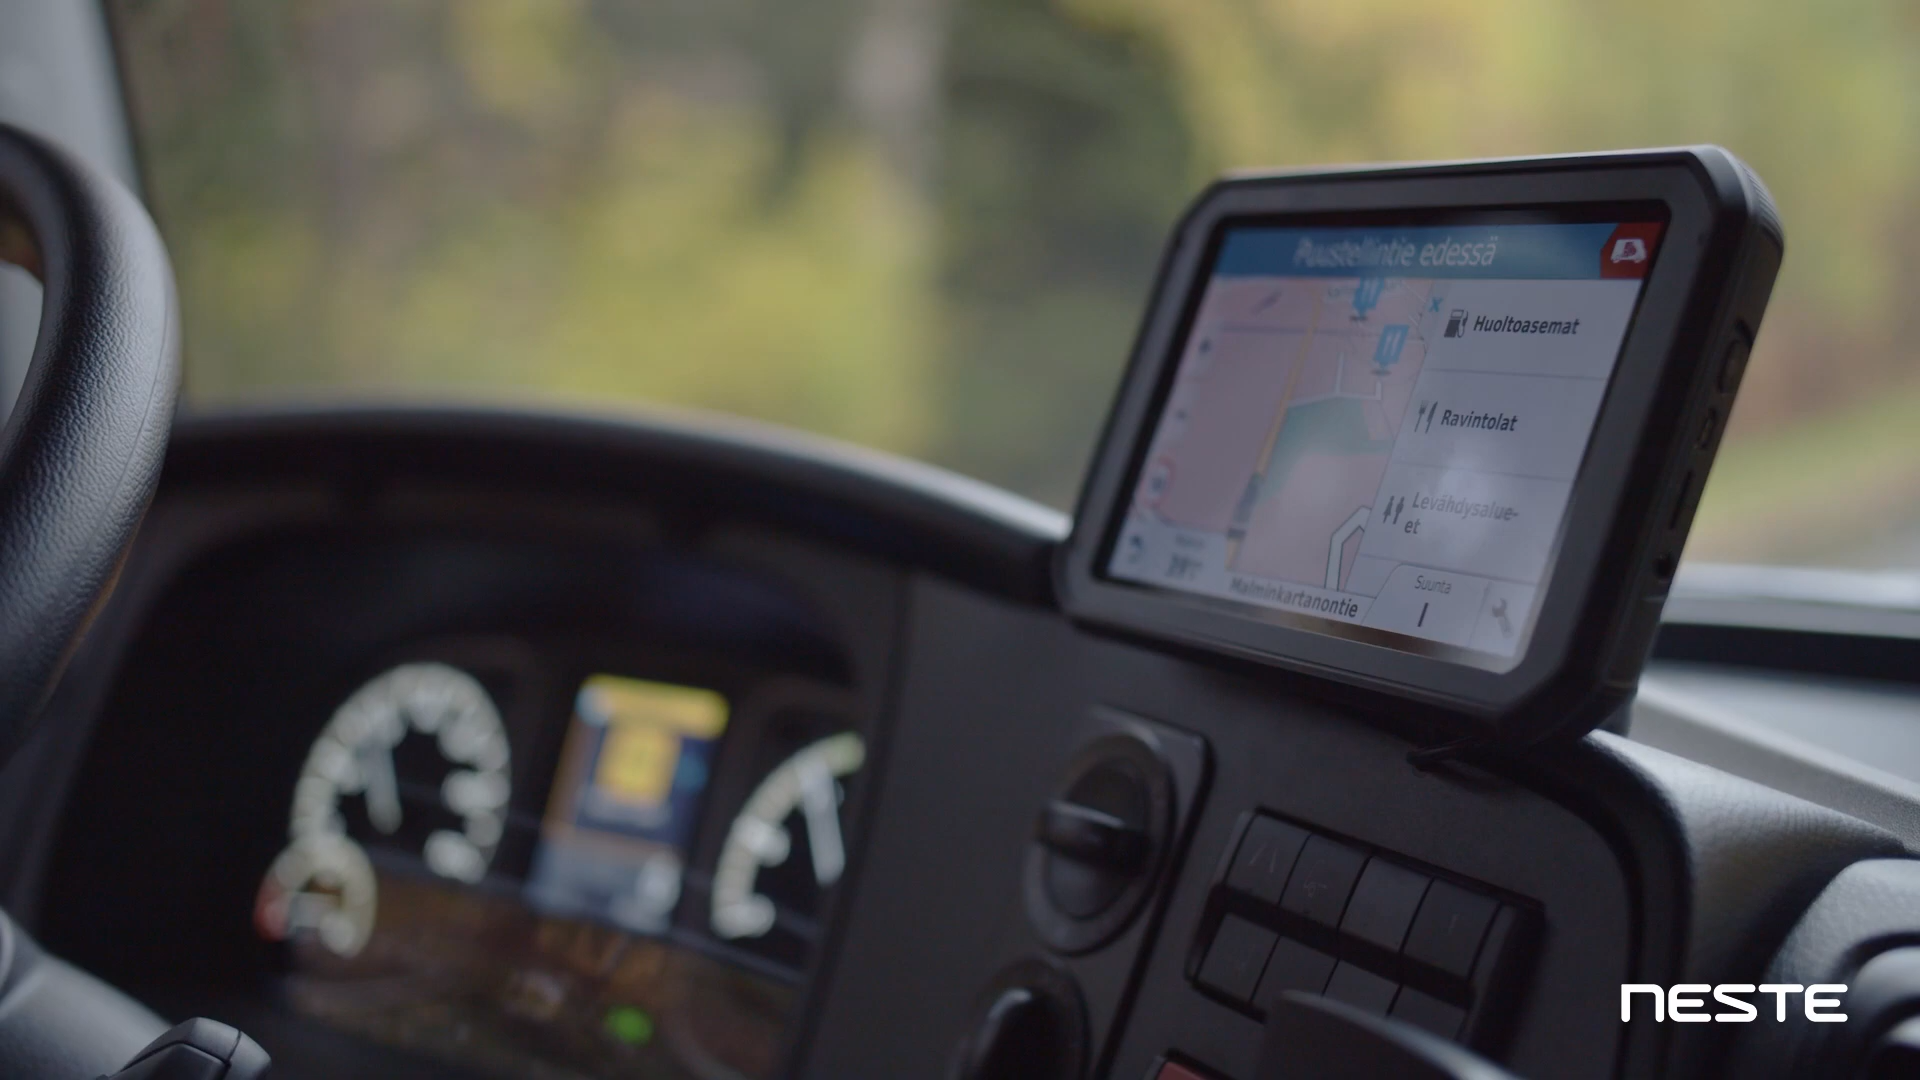 Puustellintie edessä
Huoltoasemat
Ravintolat
Levähdysalue-
et
Suunta
I
Malminkartanontie
NESTE